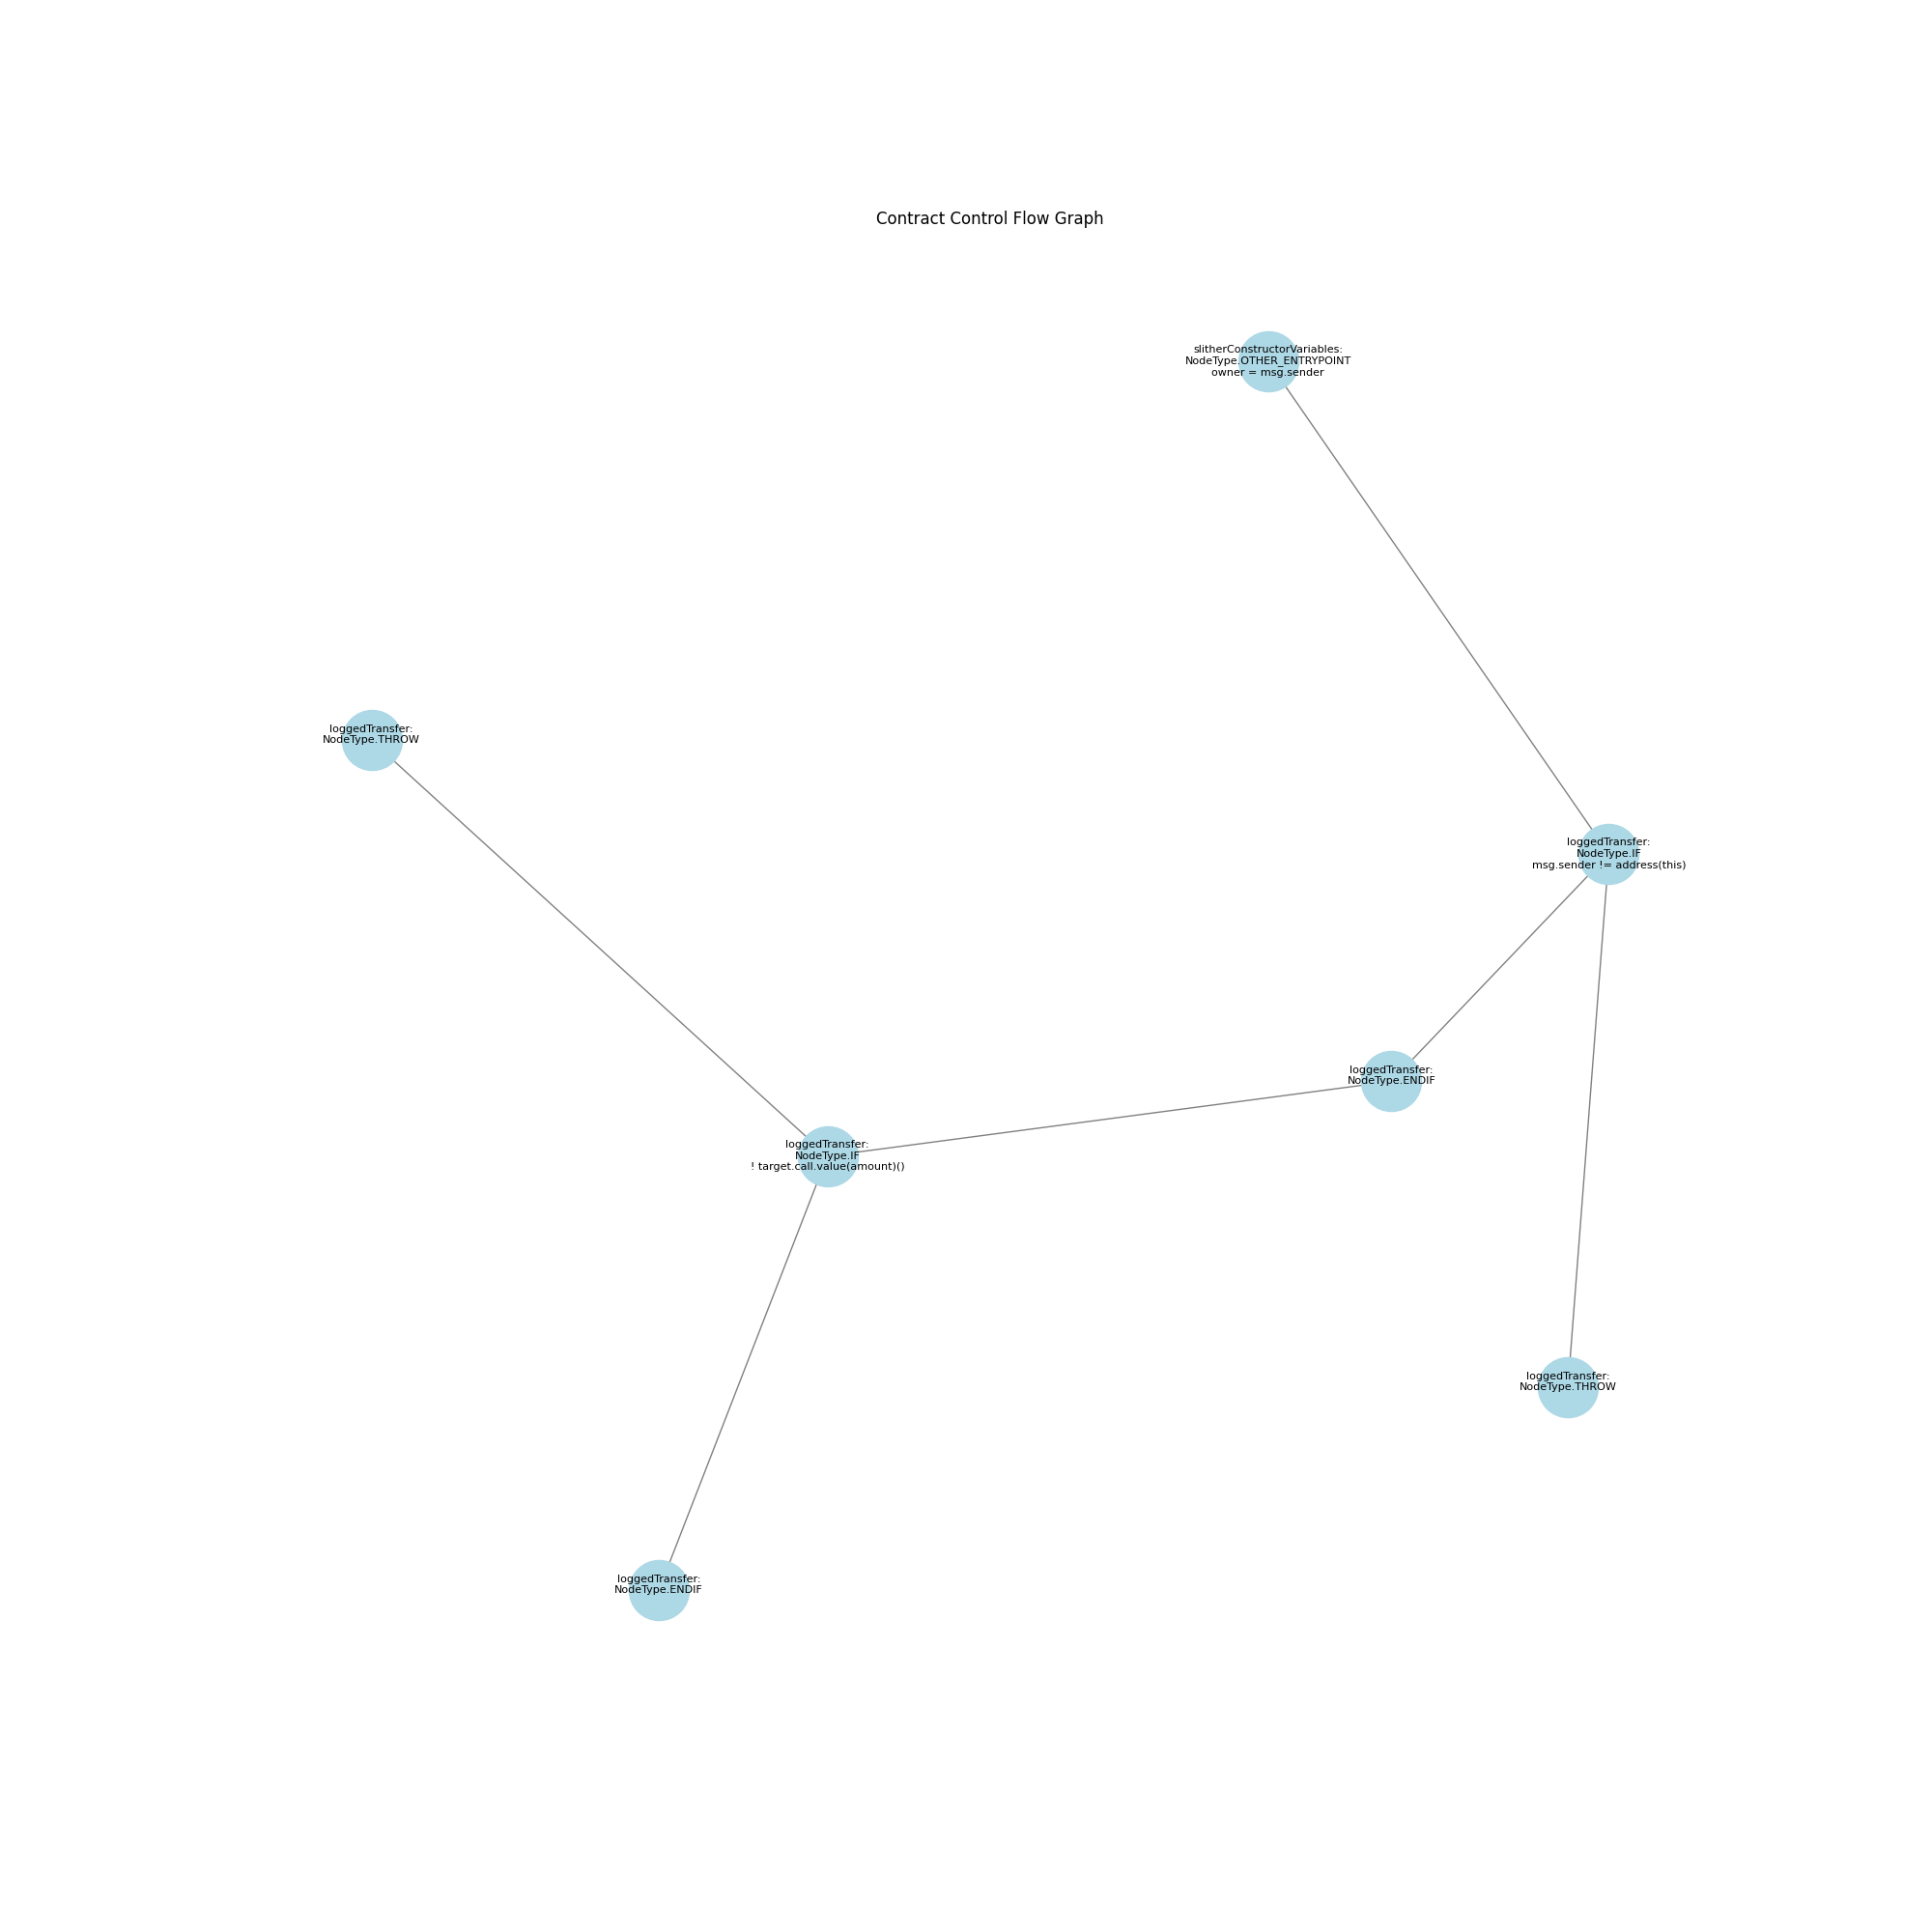 Contract Control Flow Graph
slitherConstructorVariables:
NodeType.OTHER_ENTRYPOINT
owner = msg.sender
loggedTransfer:
NodeType.THROW
loggedTransfer:
NodeType.IF
msg.sender != address(this)
loggedTransfer:
NodeType.ENDIF
loggedTransfer:
NodeType.IF
! target.call.value(amount)()
loggedTransfer:
NodeType.THROW
loggedTransfer:
NodeType.ENDIF